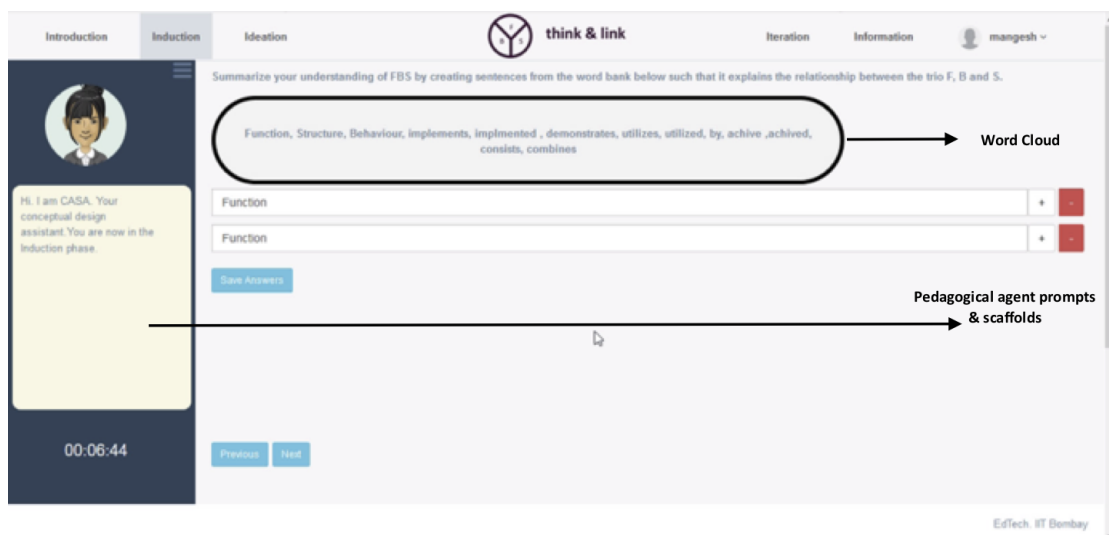 Introduction
Induction
Ideation
F
B
S
think & link
Iteration
Information
mangesh
Summarize your understanding of FBS by creating sentences from the word bank below such that it explains the relationship between the trio F, B and S.
Function, Structure, Behaviour, implements, implmented , demonstrates, utilizes, utilized, by, achive ,achived,
consists, combines
Word Cloud
Hi. I am CASA. Your
conceptual design
assistant.You are now in the
Induction phase.
Function
+
-
Function
+
-
Save Answers
Pedagogical agent prompts
& scaffolds
00:06:44
Previous
Next
EdTech. IIT Bombay